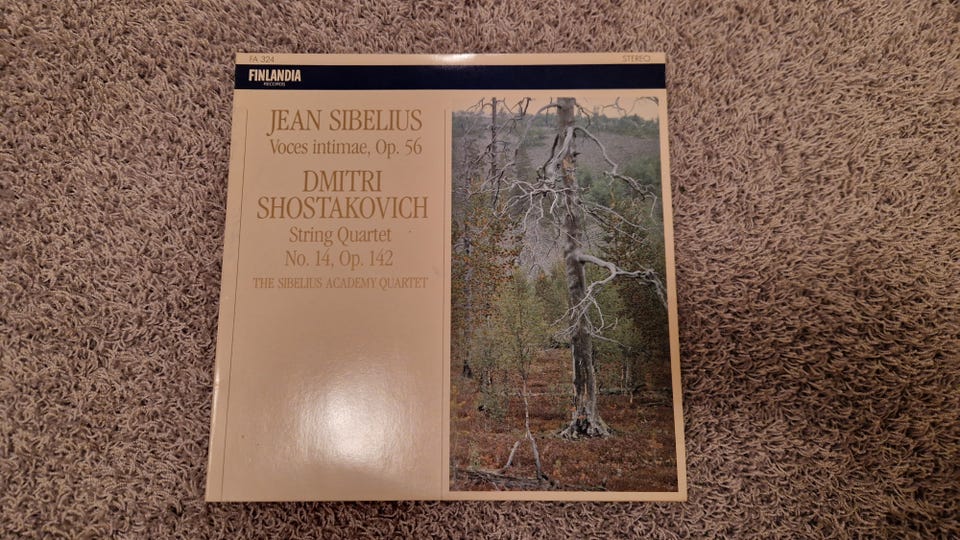 FA 324
STEREO
FINLANDIA
RECORDS
JEAN SIBELIUS
Voces intimae, Op. 56
DMITRI
SHOSTAKOVICH
String Quartet
No. 14, Op. 142
THE SIBELIUS ACADEMY QUARTET